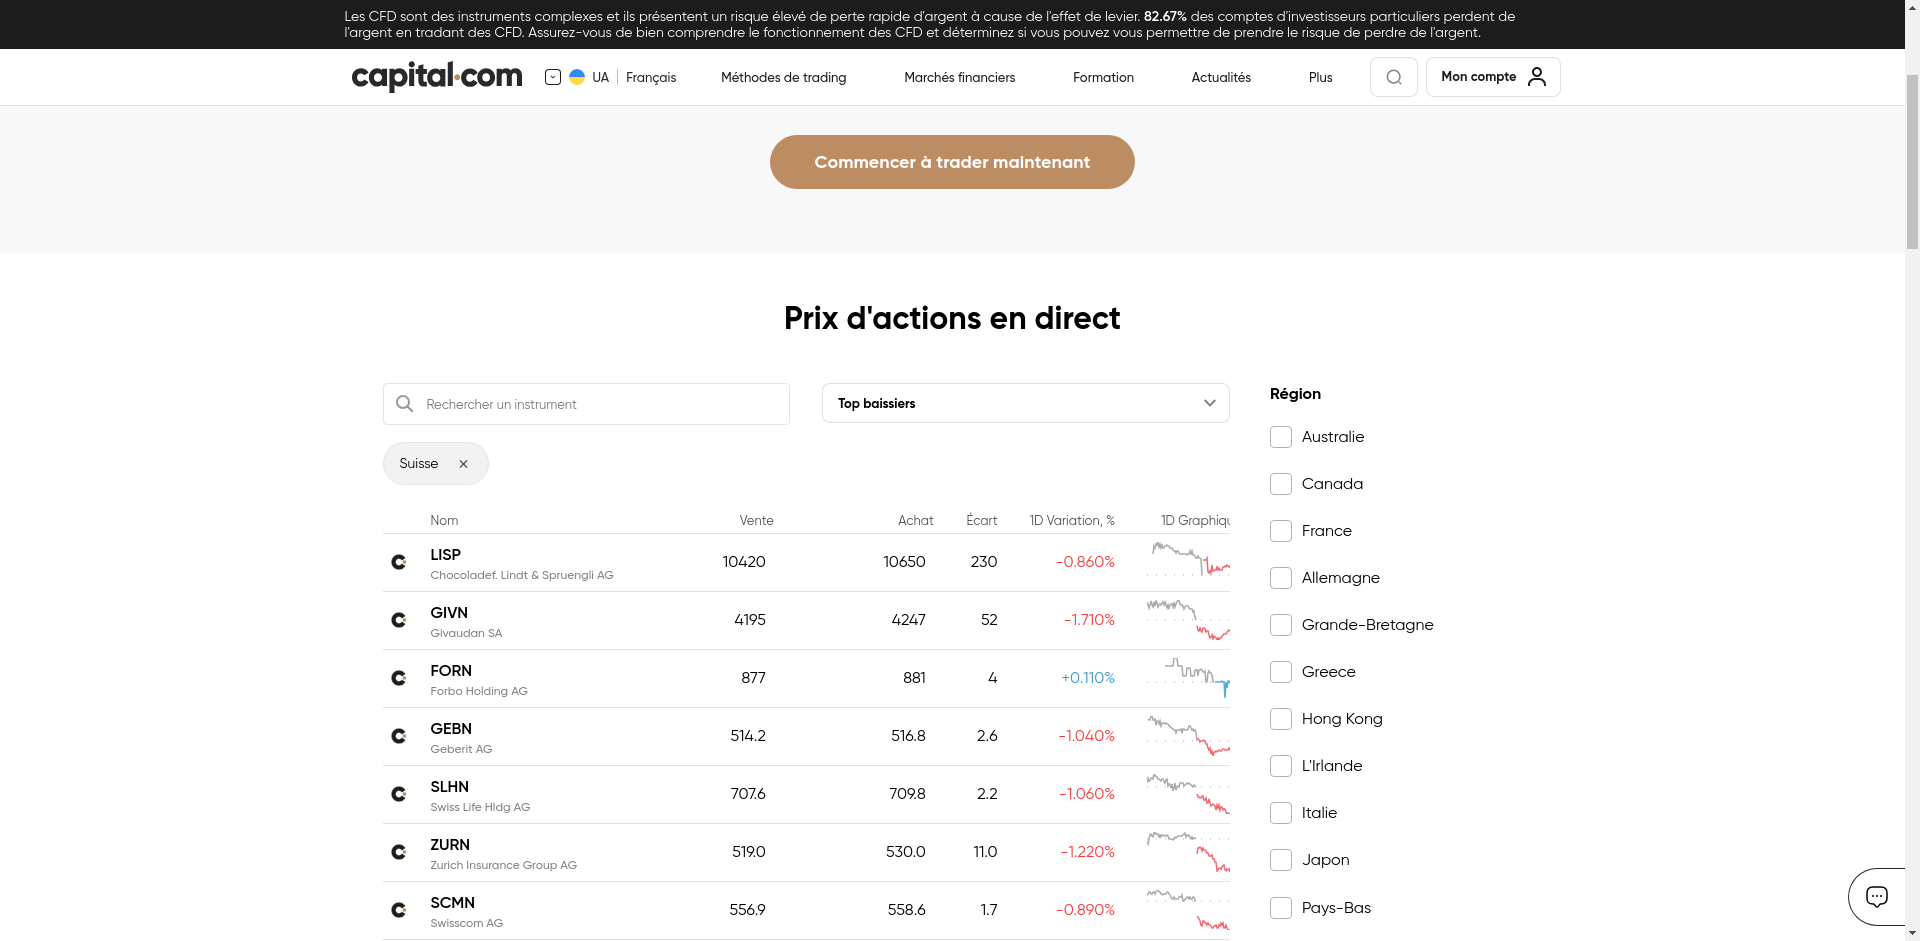 Les CFD sont des instruments complexes et ils présentent un risque élevé de perte rapide d'argent à cause de l'effet de levier. 82.67% des comptes d'investisseurs particuliers perdent de
l'argent en tradant des CFD. Assurez-vous de bien comprendre le fonctionnement des CFD et déterminez si vous pouvez vous permettre de prendre le risque de perdre de l'argent.
capital.com UA Français Méthodes de trading Marchés financiers Formation Actualités Plus Mon compte
Commencer à trader maintenant
Prix d'actions en direct
Rechercher un instrument
Top baissiers
Suisse
Nom Vente Achat Écart 1D Variation, % 1D Graphiqu
LISP 10420 10650 230 -0.860%
Chocoladef. Lindt & Spruengli AG
GIVN 4195 4247 52 -1.710%
Givaudan SA
FORN 877 881 4 +0.110%
Forbo Holding AG
GEBN 514.2 516.8 2.6 -1.040%
Geberit AG
SLHN 707.6 709.8 2.2 -1.060%
Swiss Life Hldg AG
ZURN 519.0 530.0 11.0 -1.220%
Zurich Insurance Group AG
SCMN 556.9 558.6 1.7 -0.890%
Swisscom AG
Région
Australie
Canada
France
Allemagne
Grande-Bretagne
Greece
Hong Kong
L'Irlande
Italie
Japon
Pays-Bas